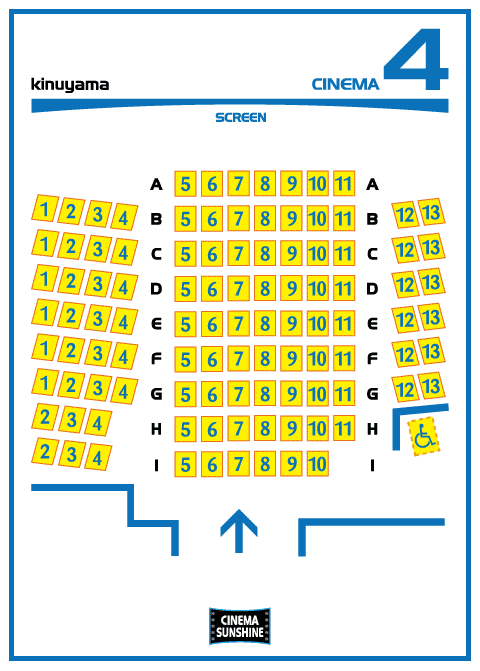 4
kinuyama CINEMA
SCREEN
A 5 6 7 8 9 10 11 A
1 2 3 4 B 5 6 7 8 9 10 11 B 12 13
1 2 3 4 C 5 6 7 8 9 10 11 C 12 13
1 2 3 4 D 5 6 7 8 9 10 11 D 12 13
1 2 3 4 E 5 6 7 8 9 10 11 E 12 13
1 2 3 4 F 5 6 7 8 9 10 11 F 12 13
1 2 3 4 G 5 6 7 8 9 10 11 G 12 13
2 3 4 H 5 6 7 8 9 10 11 H
2 3 4 I 5 6 7 8 9 10 I
CINEMA
SUNSHINE